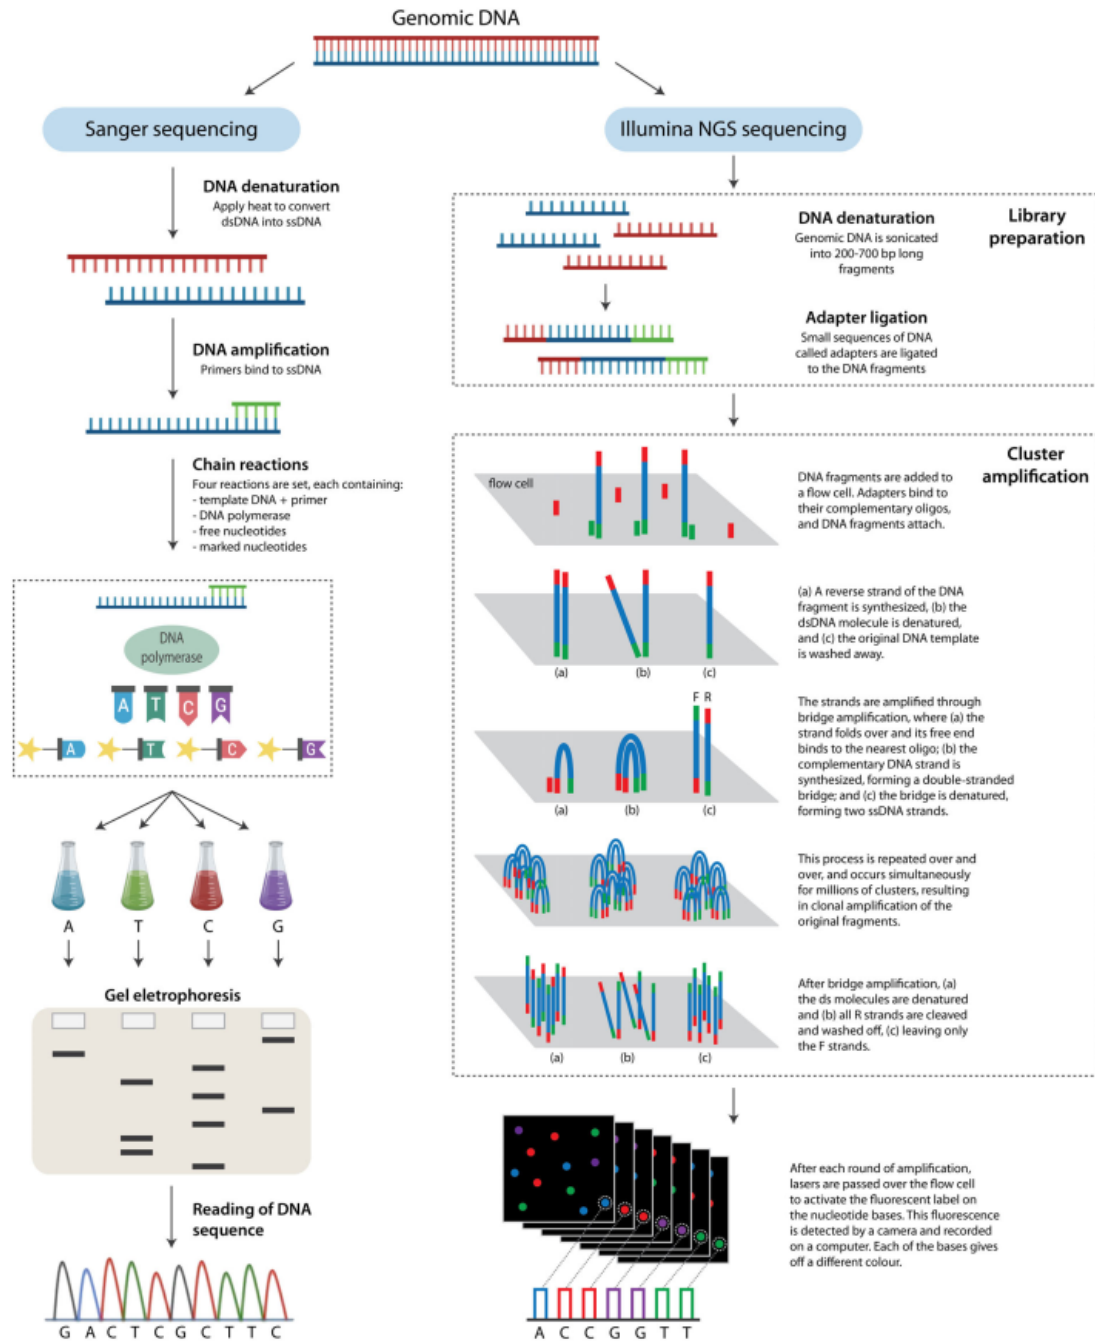 Genomic DNA
Sanger sequencing
DNA denaturation
Apply heat to convert
dsDNA into ssDNA
DNA amplification
Primers bind to ssDNA
Chain reactions
Four reactions are set, each containing:
- template DNA + primer
- DNA polymerase
- free nucleotides
- marked nucleotides
DNA
polymerase
A T C G
A T C G
A T C G
Gel eletrophoresis
Reading of DNA
sequence
G A C T C G C T T C
Illumina NGS sequencing
Library
preparation
DNA denaturation
Genomic DNA is sonicated
into 200-700 bp long
fragments
Adapter ligation
Small sequences of DNA
called adapters are ligated
to the DNA fragments
Cluster
amplification
flow cell
DNA fragments are added to
a flow cell. Adapters bind to
their complementary oligos,
and DNA fragments attach.
(a) (b) (c)
(a) A reverse strand of the DNA
fragment is synthesized, (b) the
dsDNA molecule is denatured,
and (c) the original DNA template
is washed away.
F R
(a) (b) (c)
The strands are amplified through
bridge amplification, where (a) the
strand folds over and its free end
binds to the nearest oligo; (b) the
complementary DNA strand is
synthesized, forming a double-stranded
bridge; and (c) the bridge is denatured,
forming two ssDNA strands.
This process is repeated over and
over, and occurs simultaneously
for millions of clusters, resulting
in clonal amplification of the
original fragments.
(a) (b) (c)
After bridge amplification, (a)
the ds molecules are denatured
and (b) all R strands are cleaved
and washed off, (c) leaving only
the F strands.
After each round of amplification,
lasers are passed over the flow cell
to activate the fluorescent label on
the nucleotide bases. This fluorescence
is detected by a camera and recorded
on a computer. Each of the bases gives
off a different colour.
A C C G G T T